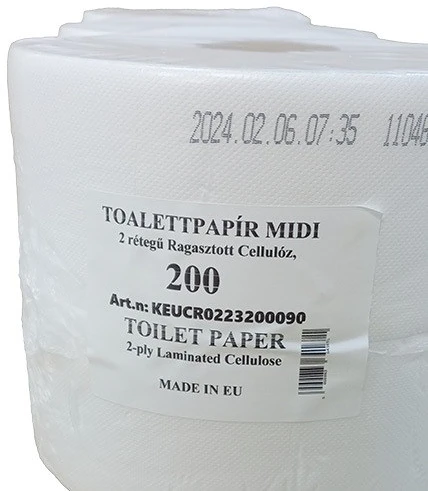 2024.02.06.07:35 11048
TOALETTPAPÍR MIDI
2 rétegű Ragasztott Cellulóz,
200
Art.n: KEUCR0223200090
TOILET PAPER
2-ply Laminated Cellulose
MADE IN EU